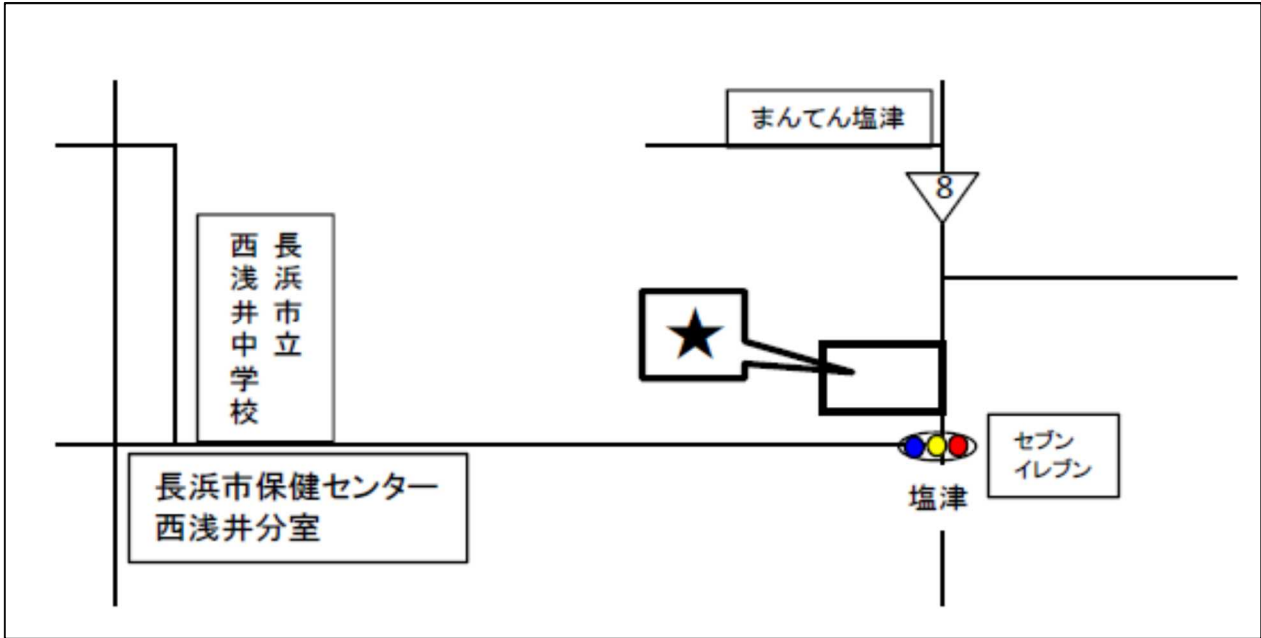 まんてん塩津
8
長浜市立
西浅井中学校
★
セブン
イレブン
塩津
長浜市保健センター
西浅井分室